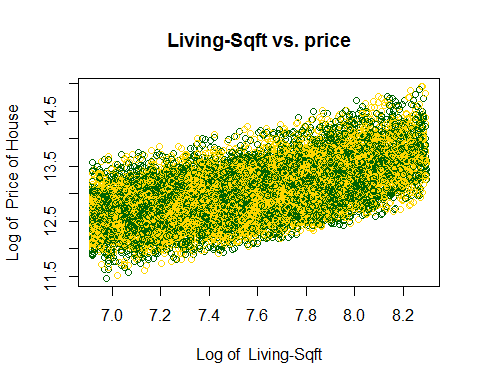 Living-Sqft vs. price
Log of Price of House
14.5
13.5
12.5
11.5
7.0 7.2 7.4 7.6 7.8 8.0 8.2
Log of Living-Sqft